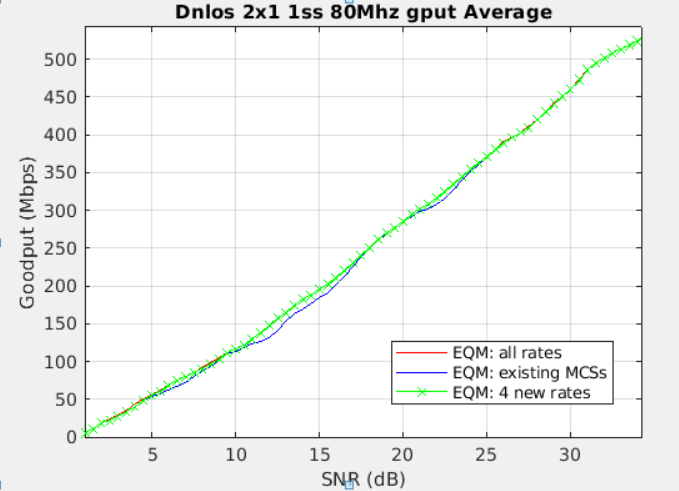 Dnlos 2x1 1ss 80Mhz gput Average
500
450
400
350
300
250
200
150
100
50
0
Goodput (Mbps)
EQM: all rates
EQM: existing MCSs
EQM: 4 new rates
5 10 15 20 25 30
SNR (dB)